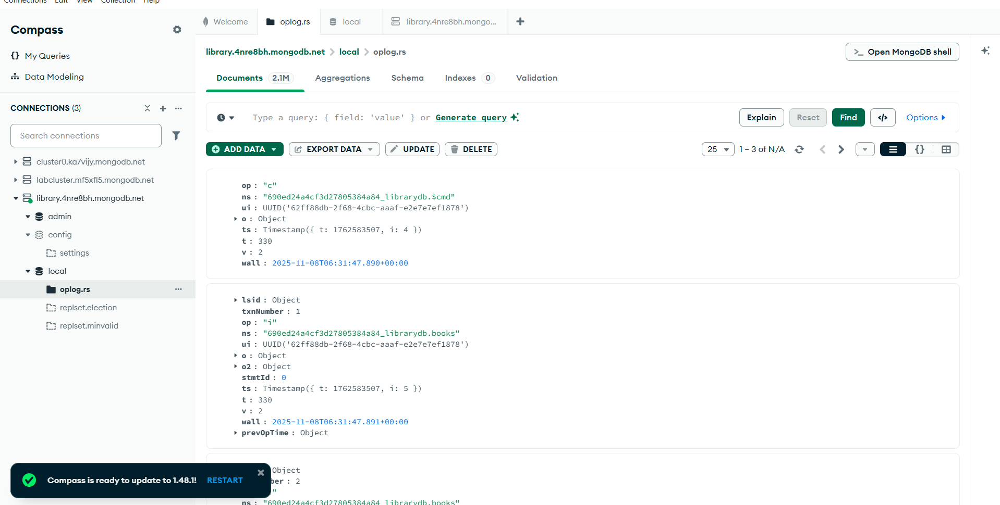 Connections Edit View Collection Help
Compass
My Queries
Data Modeling
CONNECTIONS (3)
Search connections
cluster0.ka7vijy.mongodb.net
labcluster.mf5xfl5.mongodb.net
library.4nre8bh.mongodb.net
admin
config
settings
local
oplog.rs
replset.election
replset.minvalid
Welcome
oplog.rs
local
library.4nre8bh.mongo...
library.4nre8bh.mongodb.net > local > oplog.rs
>_ Open MongoDB shell
Documents 2.1M Aggregations Schema Indexes 0 Validation
Type a query: { field: 'value' } or Generate query
Explain Reset Find </> Options
ADD DATA EXPORT DATA UPDATE DELETE
25 1 – 3 of N/A {}
op : "c"
ns : "690ed24a4cf3d27805384a84_librarydb.$cmd"
ui : UUID('62ff88db-2f68-4cbc-aaaf-e2e7e7ef1878')
o : Object
ts : Timestamp({ t: 1762583507, i: 4 })
t : 330
v : 2
wall : 2025-11-08T06:31:47.890+00:00
lsid : Object
txnNumber : 1
op : "i"
ns : "690ed24a4cf3d27805384a84_librarydb.books"
ui : UUID('62ff88db-2f68-4cbc-aaaf-e2e7e7ef1878')
o : Object
o2 : Object
stmtId : 0
ts : Timestamp({ t: 1762583507, i: 5 })
t : 330
v : 2
wall : 2025-11-08T06:31:47.891+00:00
prevOpTime : Object
Object
ber : 2
"
ns : "690ed24a4cf3d27805384a84_librarydb.books"
Compass is ready to update to 1.48.1! RESTART